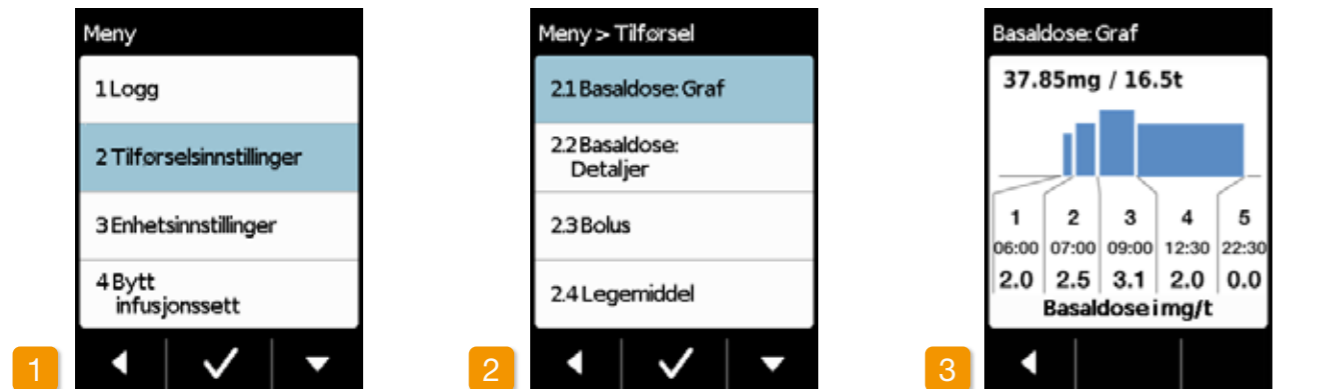 Meny
1 Logg
2 Tilførselsinnstillinger
3 Enhetsinnstillinger
4 Bytt
infusjonssett
1
Meny > Tilførsel
2.1 Basaldose: Graf
2.2 Basaldose:
Detaljer
2.3 Bolus
2.4 Legemiddel
2
Basaldose: Graf
37.85mg / 16.5t
1 2 3 4 5
06:00 07:00 09:00 12:30 22:30
2.0 2.5 3.1 2.0 0.0
Basaldose i mg/t
3